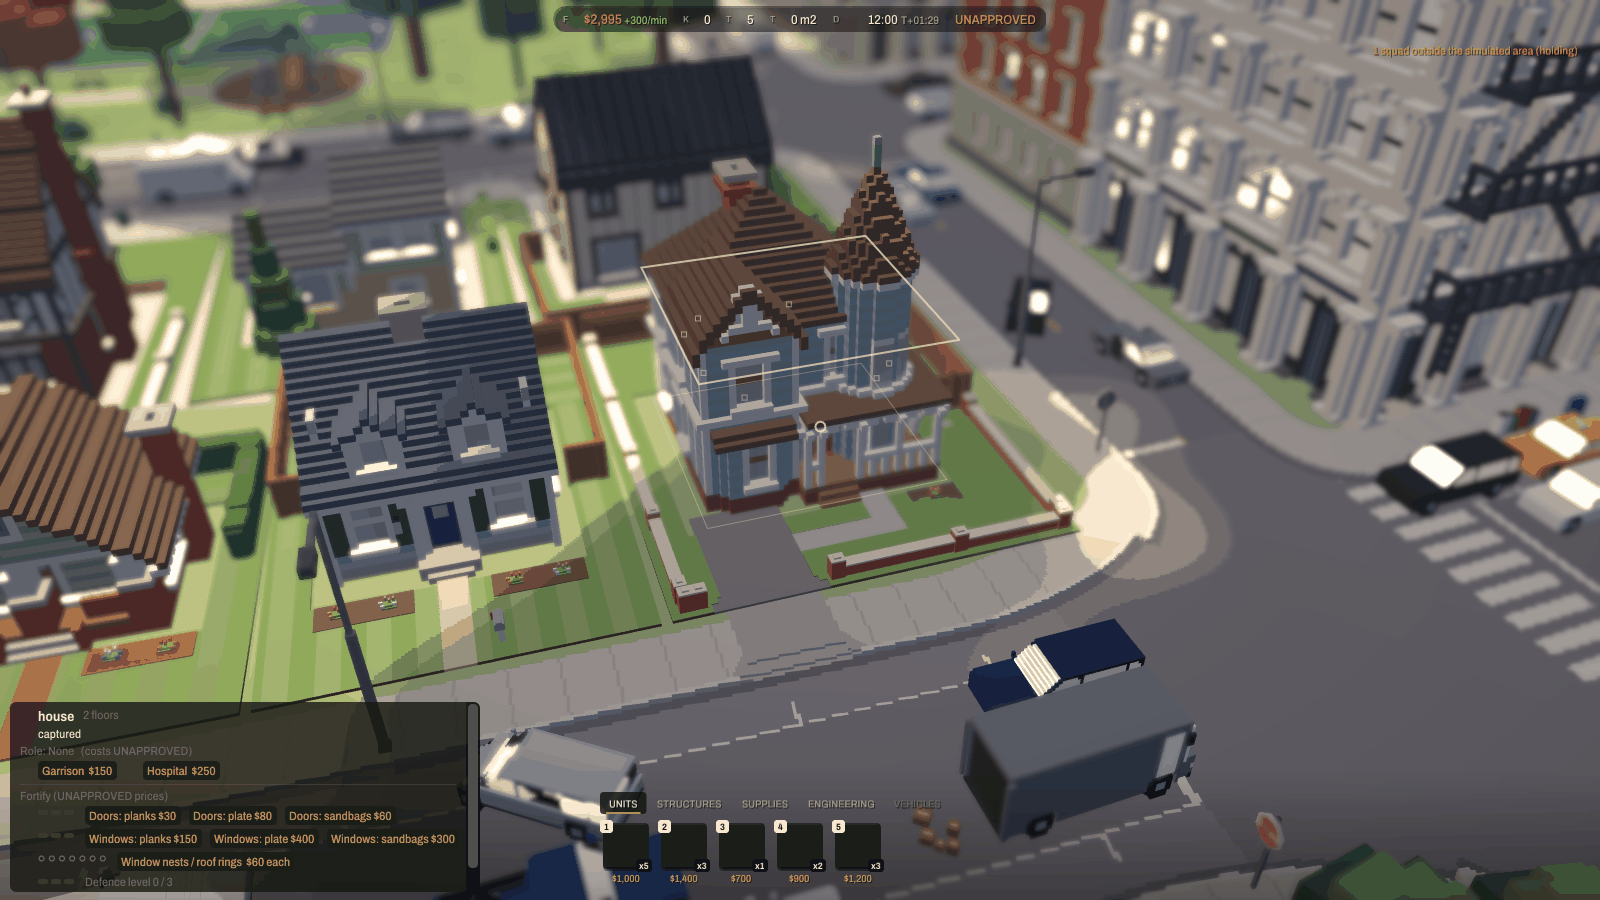 F $2,995 +300/min K 0 T 5 T 0 m2 D 12:00 T+01:29 UNAPPROVED
1 squad outside the simulated area (holding)
house 2 floors
captured
Role: None (costs UNAPPROVED)
Garrison $150 Hospital $250
Fortify (UNAPPROVED prices)
Doors: planks $30 Doors: plate $80 Doors: sandbags $60
Windows: planks $150 Windows: plate $400 Windows: sandbags $300
Window nests / roof rings $60 each
Defence level 0 / 3
UNITS STRUCTURES SUPPLIES ENGINEERING VEHICLES
1 2 3 4 5
x5 x3 x1 x2 x3
$1,000 $1,400 $700 $900 $1,200